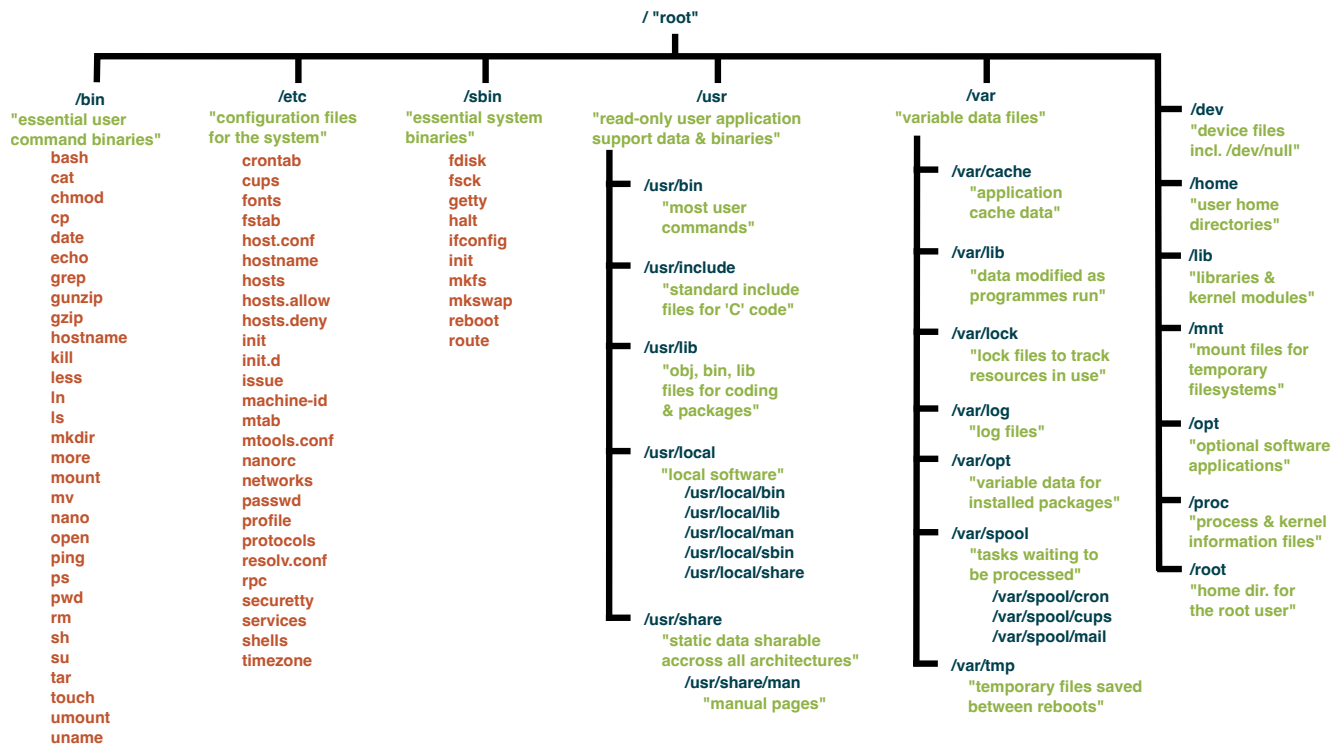 / "root"
/bin
"essential user
command binaries"
bash
cat
chmod
cp
date
echo
grep
gunzip
gzip
hostname
kill
less
ln
ls
mkdir
more
mount
mv
nano
open
ping
ps
pwd
rm
sh
su
tar
touch
umount
uname
/etc
"configuration files
for the system"
crontab
cups
fonts
fstab
host.conf
hostname
hosts
hosts.allow
hosts.deny
init
init.d
issue
machine-id
mtab
mtools.conf
nanorc
networks
passwd
profile
protocols
resolv.conf
rpc
securetty
services
shells
timezone
/sbin
"essential system
binaries"
fdisk
fsck
getty
halt
ifconfig
init
mkfs
mkswap
reboot
route
/usr
"read-only user application
support data & binaries"
/usr/bin
"most user
commands"
/usr/include
"standard include
files for 'C' code"
/usr/lib
"obj, bin, lib
files for coding
& packages"
/usr/local
"local software"
/usr/local/bin
/usr/local/lib
/usr/local/man
/usr/local/sbin
/usr/local/share
/usr/share
"static data sharable
accross all architectures"
/usr/share/man
"manual pages"
/var
"variable data files"
/var/cache
"application
cache data"
/var/lib
"data modified as
programmes run"
/var/lock
"lock files to track
resources in use"
/var/log
"log files"
/var/opt
"variable data for
installed packages"
/var/spool
"tasks waiting to
be processed"
/var/spool/cron
/var/spool/cups
/var/spool/mail
/var/tmp
"temporary files saved
between reboots"
/dev
"device files
incl. /dev/null"
/home
"user home
directories"
/lib
"libraries &
kernel modules"
/mnt
"mount files for
temporary
filesystems"
/opt
"optional software
applications"
/proc
"process & kernel
information files"
/root
"home dir. for
the root user"